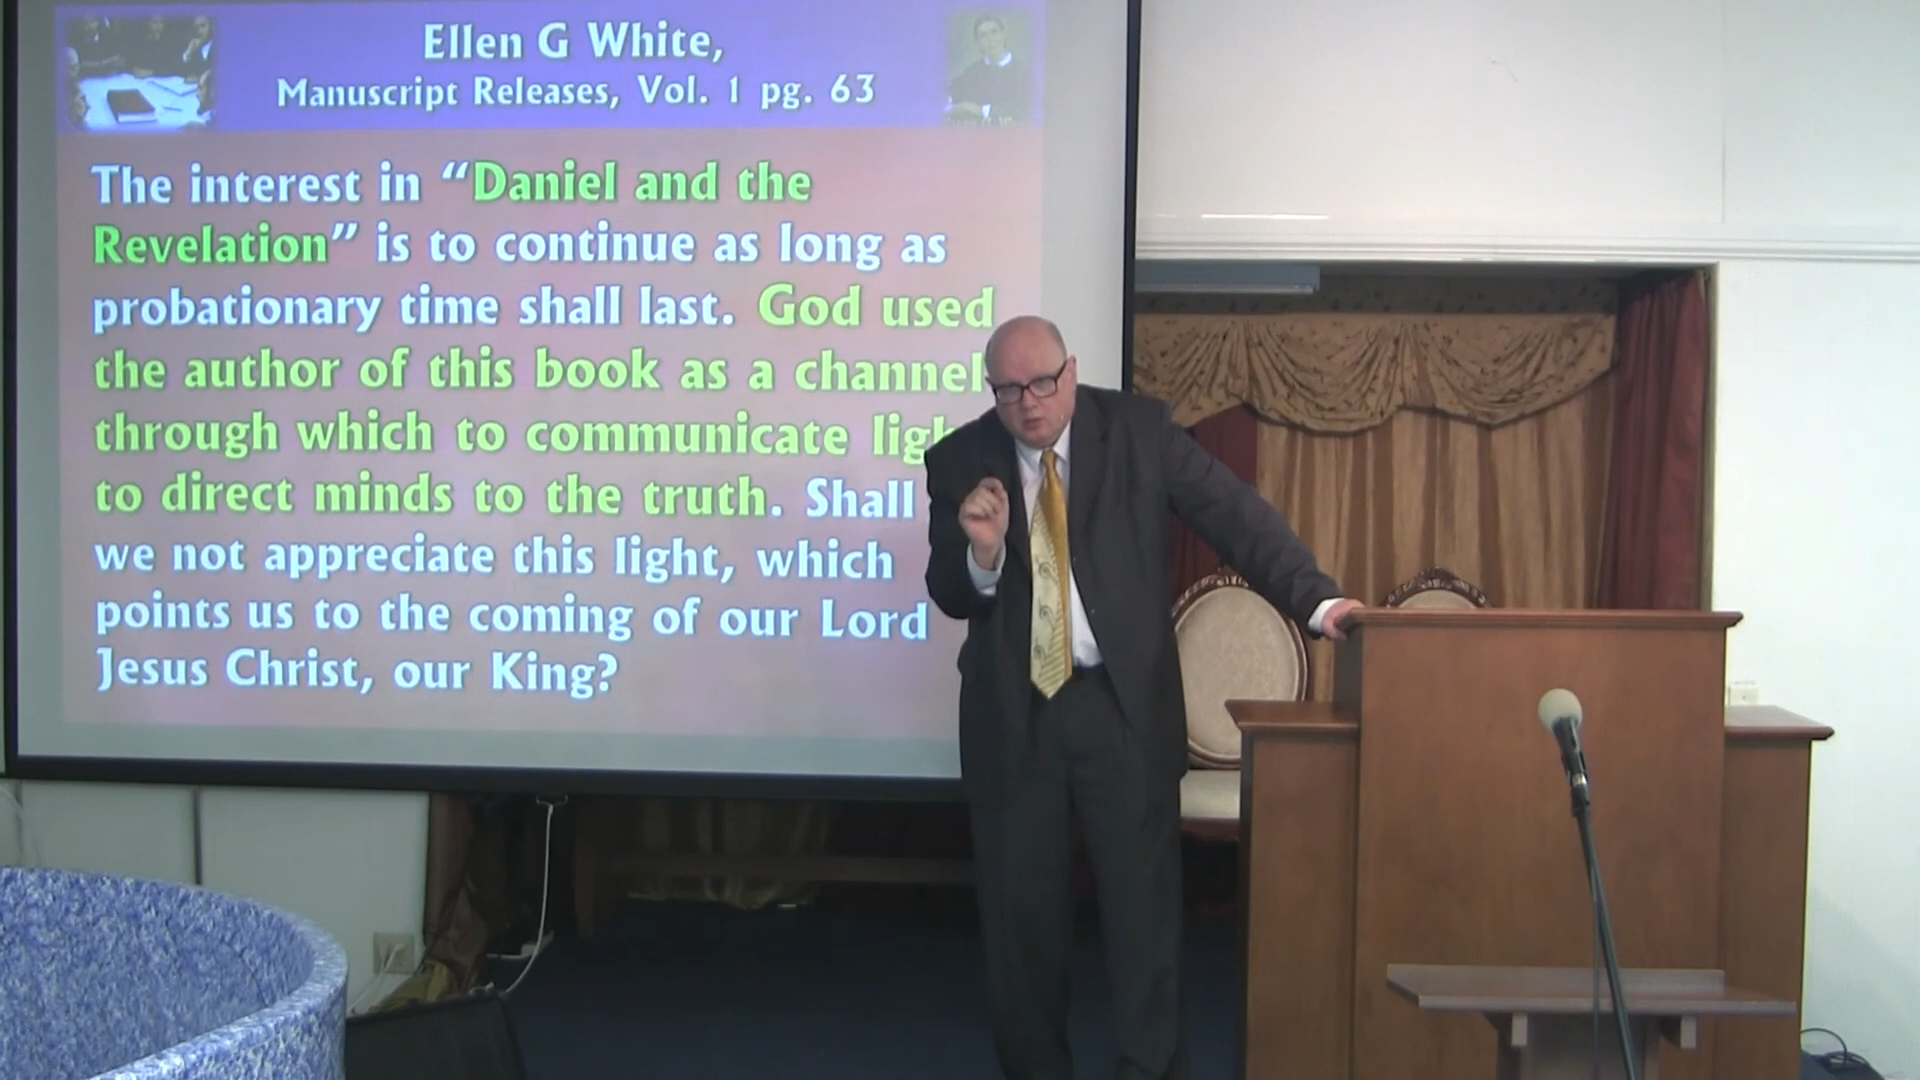 Ellen G White,
Manuscript Releases, Vol. 1 pg. 63
The interest in “Daniel and the
Revelation” is to continue as long as
probationary time shall last. God used
the author of this book as a channel
through which to communicate
to direct minds to the truth. Shall
we not appreciate this light, which
points us to the coming of our Lord
Jesus Christ, our King?